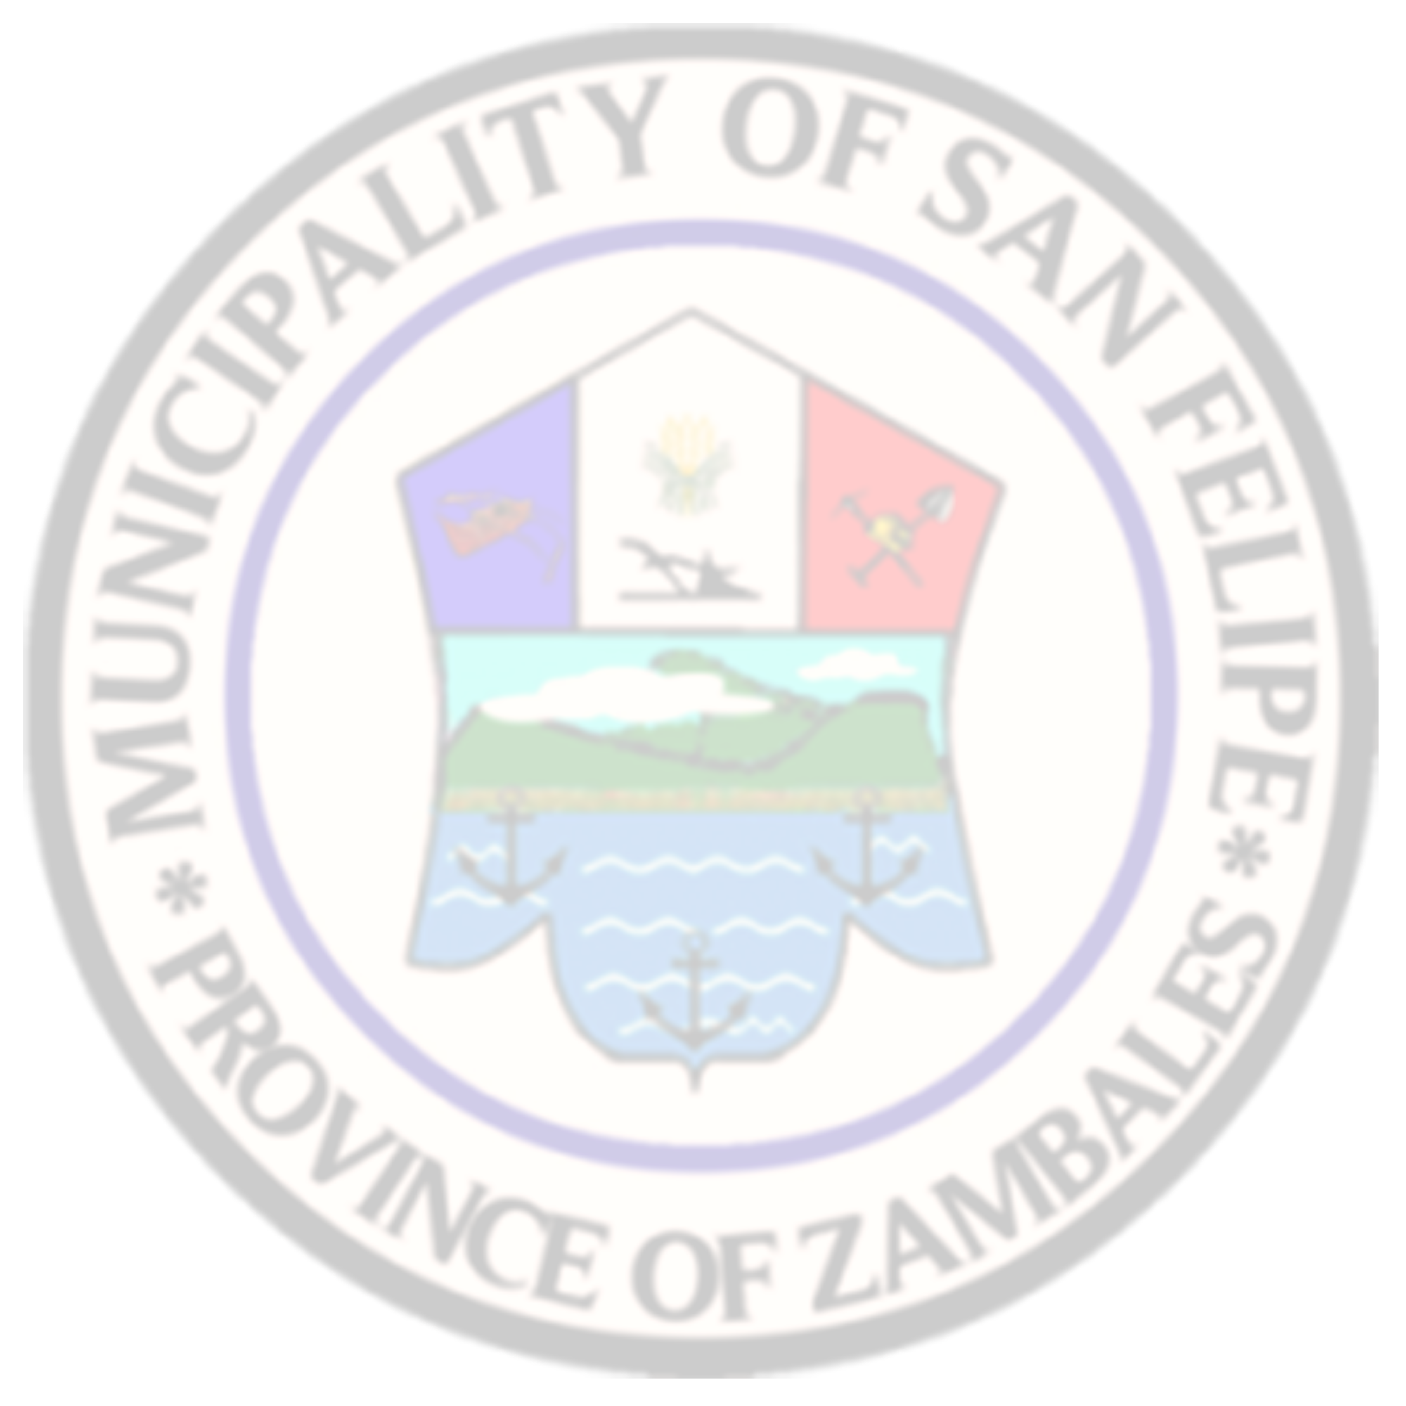 MUNICIPALITY OF SAN FELIPE
* PROVINCE OF ZAMBALES *